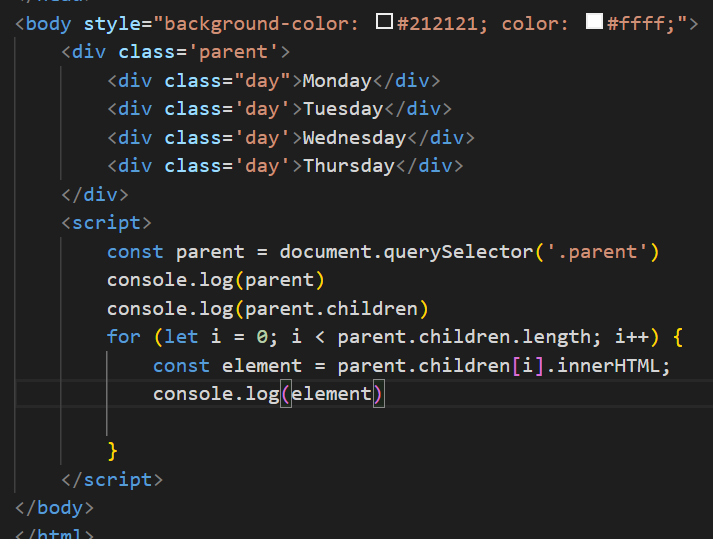 <body style="background-color: #212121; color: #ffff;">
<div class='parent'>
<div class="day">Monday</div>
<div class='day'>Tuesday</div>
<div class='day'>Wednesday</div>
<div class='day'>Thursday</div>
</div>
<script>
const parent = document.querySelector('.parent')
console.log(parent)
console.log(parent.children)
for (let i = 0; i < parent.children.length; i++) {
const element = parent.children[i].innerHTML;
console.log(element)
}
</script>
</body>
</html>